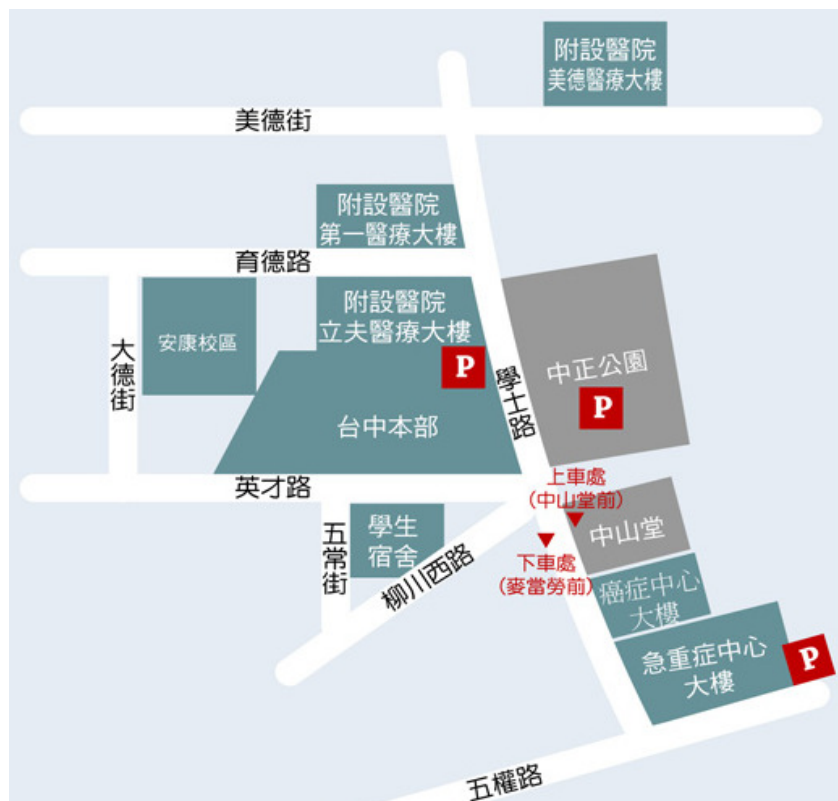 附設醫院
美德醫療大樓
美德街
附設醫院
第一醫療大樓
育德路
附設醫院
立夫醫療大樓
安康校區
大德街
P
學士路
中正公園
P
台中本部
英才路
上車處
(中山堂前)
中山堂
五常街
學生
宿舍
柳川西路
下車處
(麥當勞前)
癌症中心
大樓
急重症中心
大樓
P
五權路